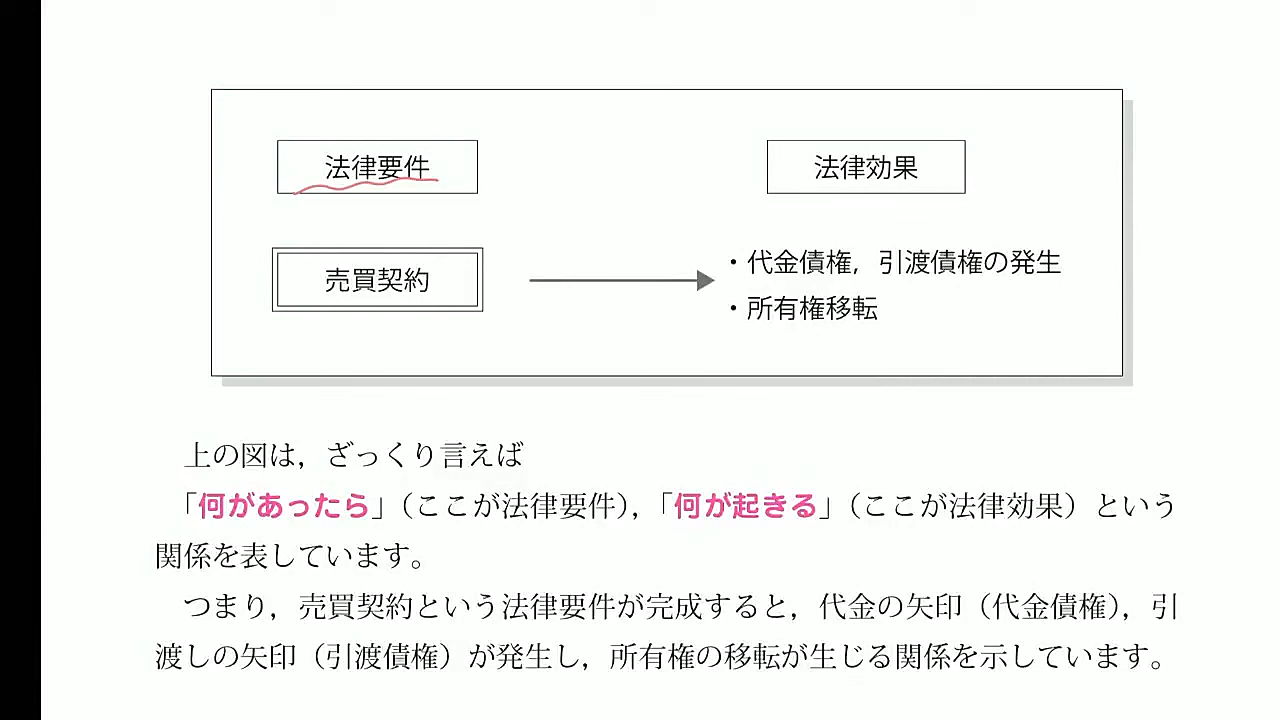 法律要件
法律効果
売買契約
・代金債権，引渡債権の発生
・所有権移転
上の図は，ざっくり言えば
「何があったら」（ここが法律要件），「何が起きる」（ここが法律効果）という
関係を表しています。
つまり，売買契約という法律要件が完成すると，代金の矢印（代金債権），引
渡しの矢印（引渡債権）が発生し，所有権の移転が生じる関係を示しています。